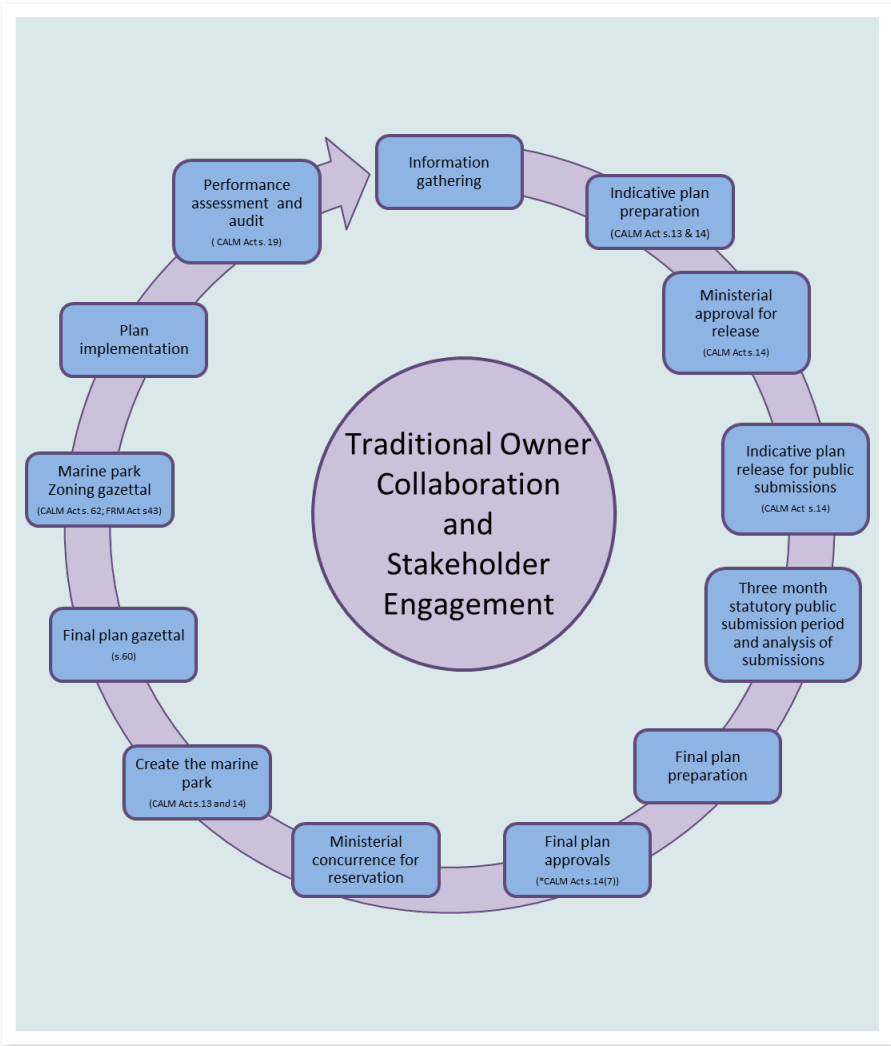 Information
gathering
Indicative plan
preparation
(CALM Act s.13 & 14)
Ministerial
approval for
release
(CALM Act s.14)
Indicative plan
release for public
submissions
(CALM Act s.14)
Three month
statutory public
submission period
and analysis of
submissions
Final plan
preparation
Final plan
approvals
(*CALM Act s.14(7))
Ministerial
concurrence for
reservation
Create the marine
park
(CALM Act s.13 and 14)
Final plan gazettal
(s.60)
Marine park
Zoning gazettal
(CALM Act s. 62; FRM Act s43)
Plan
implementation
Performance
assessment and
audit
( CALM Act s. 19)
Traditional Owner
Collaboration
and
Stakeholder
Engagement